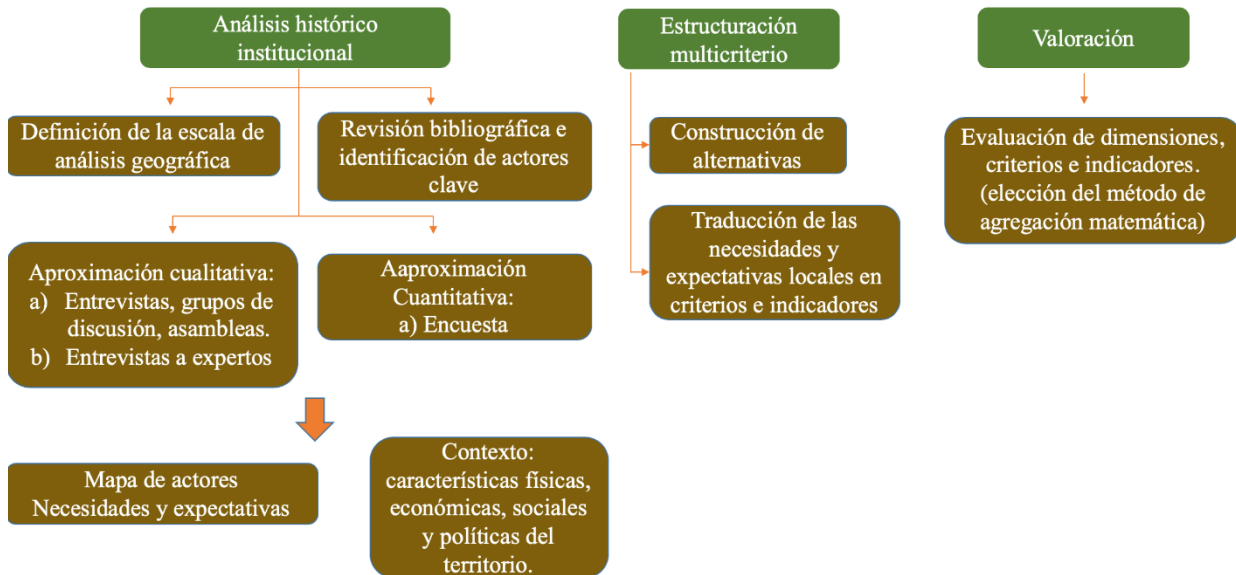 Análisis histórico
institucional
Estructuración
multicriterio
Valoración
Definición de la escala de
análisis geográfica
Revisión bibliográfica e
identificación de actores
clave
Construcción de
alternativas
Evaluación de dimensiones,
criterios e indicadores.
(elección del método de
agregación matemática)
Aproximación cualitativa:
a) Entrevistas, grupos de
discusión, asambleas.
b) Entrevistas a expertos
Aaproximación
Cuantitativa:
a) Encuesta
Traducción de las
necesidades y
expectativas locales en
criterios e indicadores
Mapa de actores
Necesidades y expectativas
Contexto:
características físicas,
económicas, sociales
y políticas del
territorio.